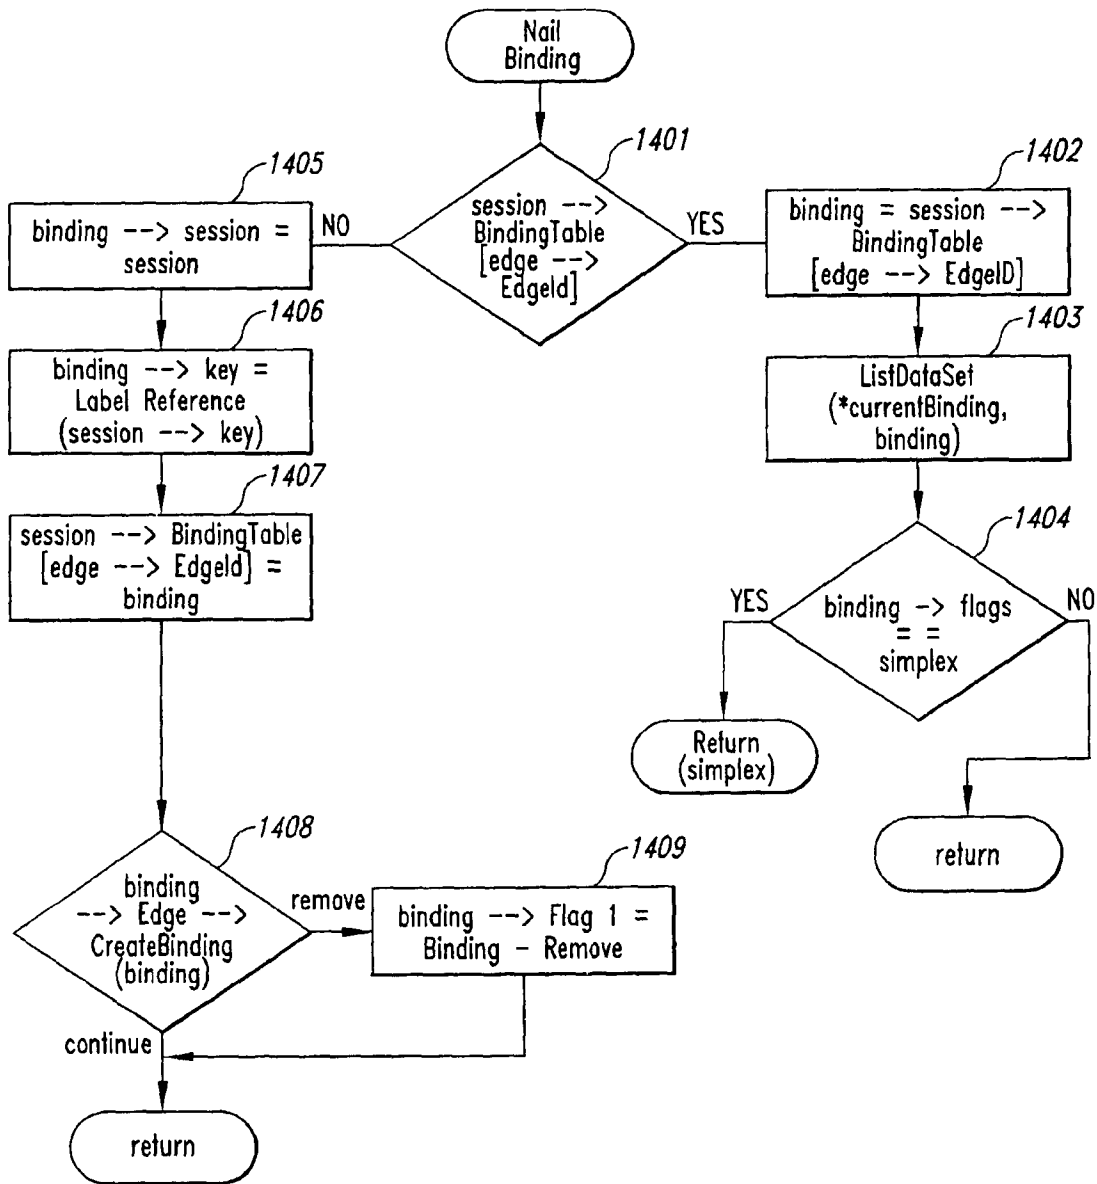 Nail
Binding
1401
session -->
BindingTable
[edge -->
EdgeId]
NO
YES
1405
binding --> session =
session
1406
binding --> key =
Label Reference
(session --> key)
1407
session --> BindingTable
[edge --> EdgeId] =
binding
1408
binding
--> Edge -->
CreateBinding
(binding)
remove
continue
1409
binding --> Flag 1 =
Binding - Remove
return
1402
binding = session -->
BindingTable
[edge --> EdgeID]
1403
ListDataSet
(*currentBinding,
binding)
1404
binding -> flags
= =
simplex
YES
NO
Return
(simplex)
return